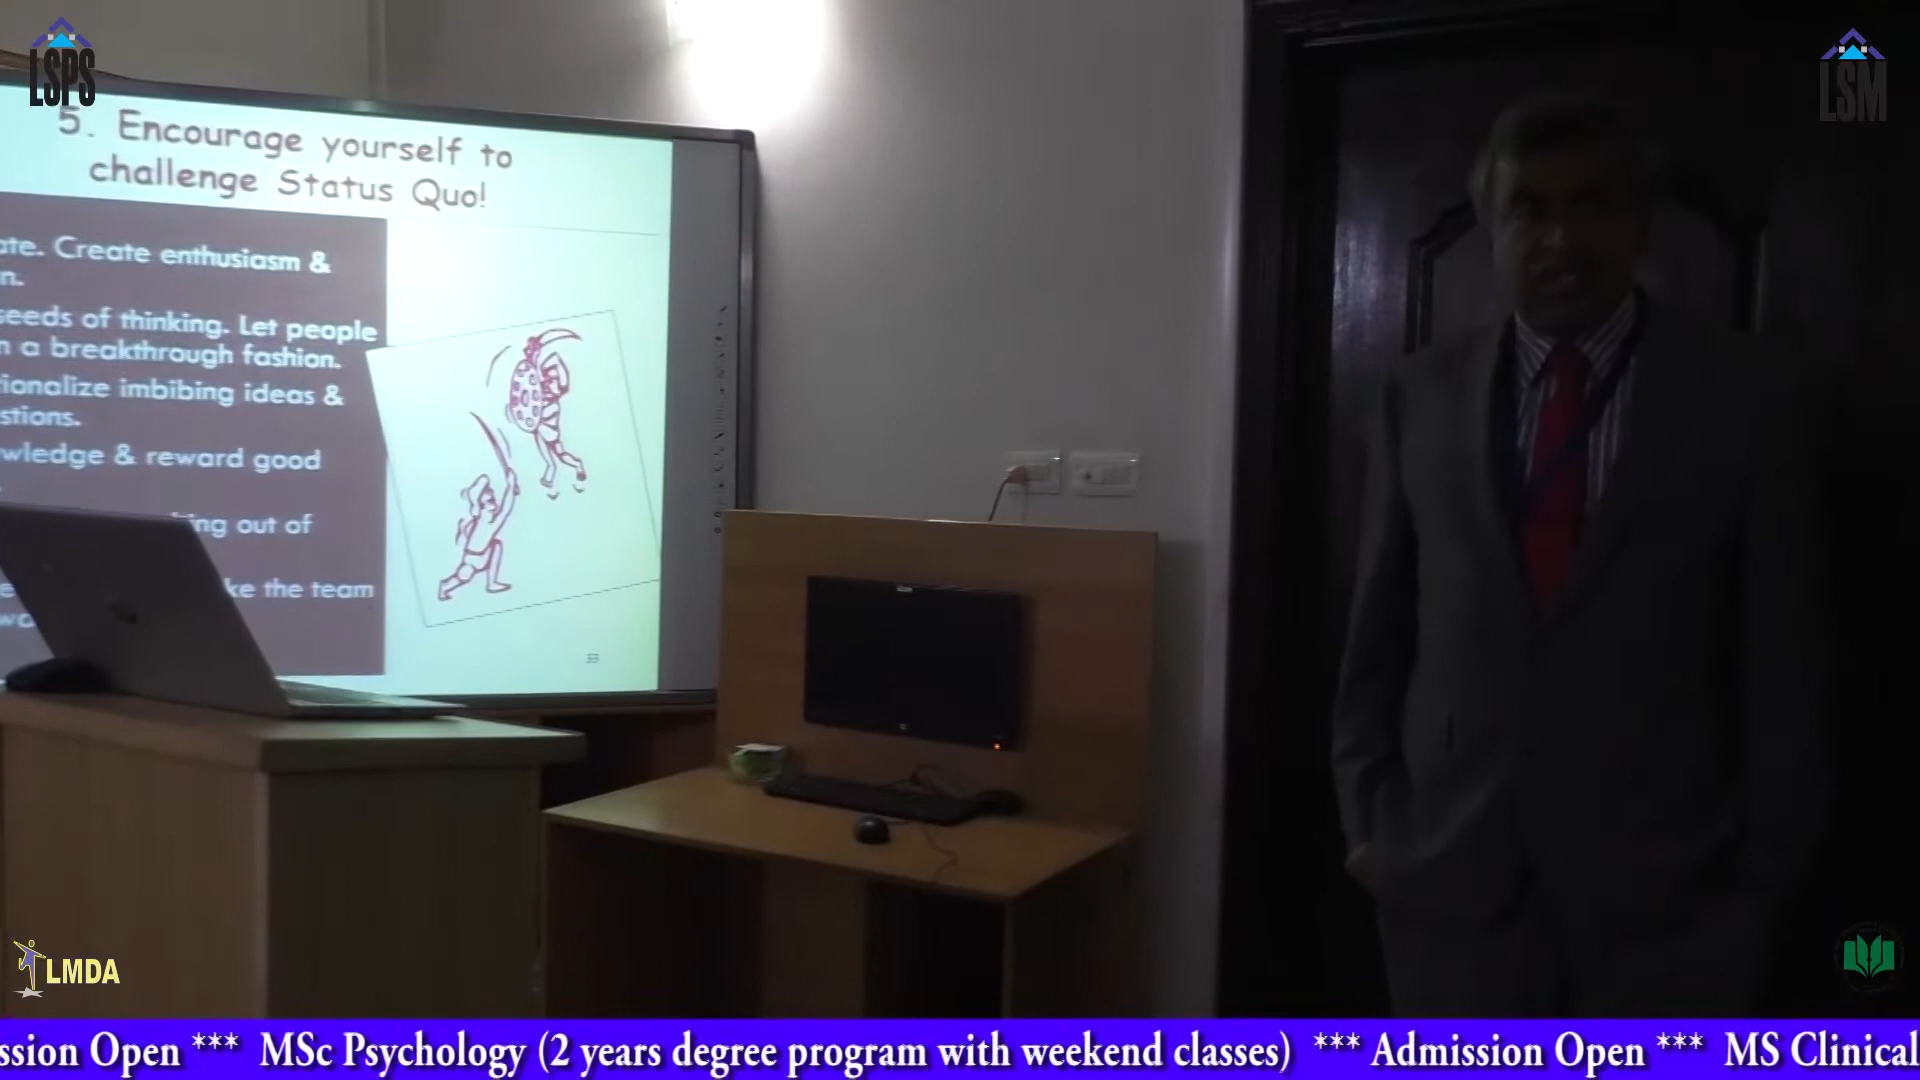 LSPS
LSM
5. Encourage yourself to
challenge Status Quo!
ate. Create enthusiasm &
n.
seeds of thinking. Let people
n a breakthrough fashion.
tionalize imbibing ideas &
stions.
wledge & reward good
ing out of
ke the team
33
LMDA
ssion Open *** MSc Psychology (2 years degree program with weekend classes) *** Admission Open *** MS Clinical